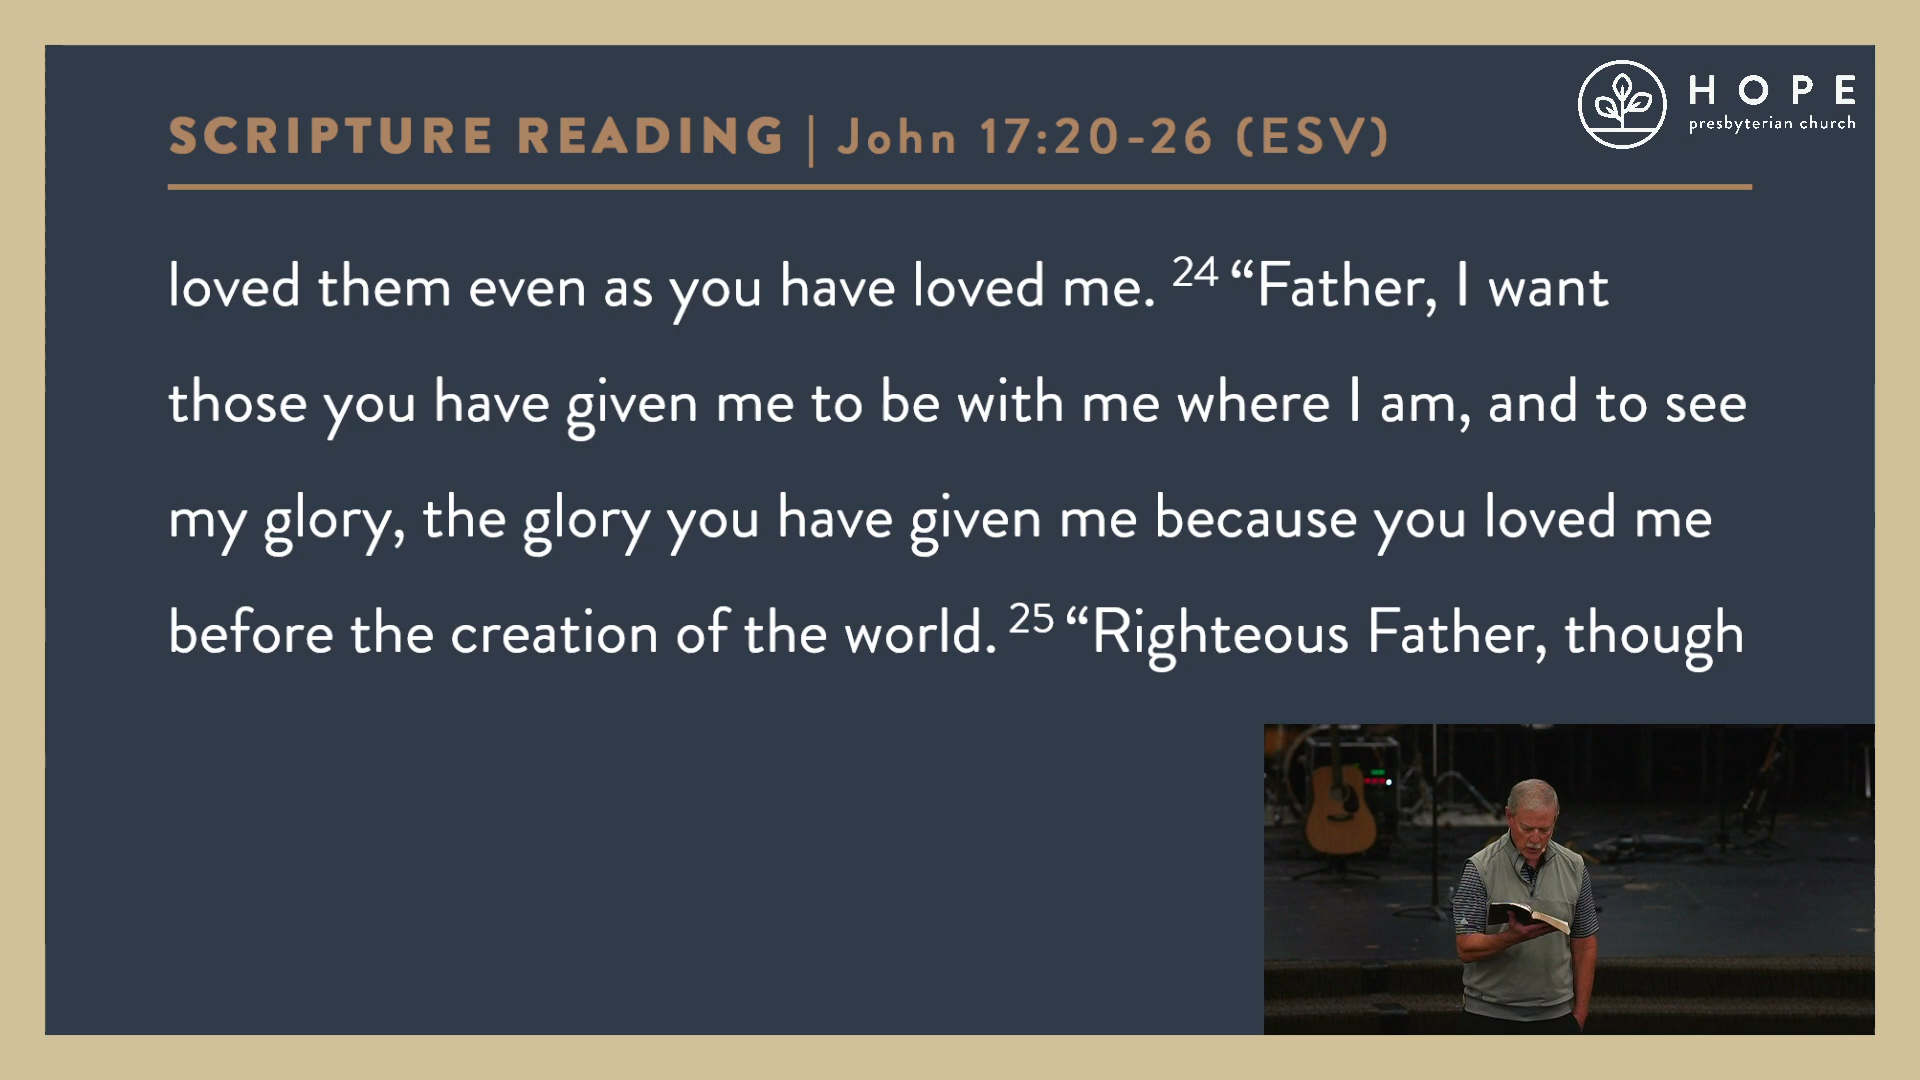 SCRIPTURE READING | John 17:20-26 (ESV)
HOPE
presbyterian church
loved them even as you have loved me. 24 “Father, I want
those you have given me to be with me where I am, and to see
my glory, the glory you have given me because you loved me
before the creation of the world. 25 “Righteous Father, though